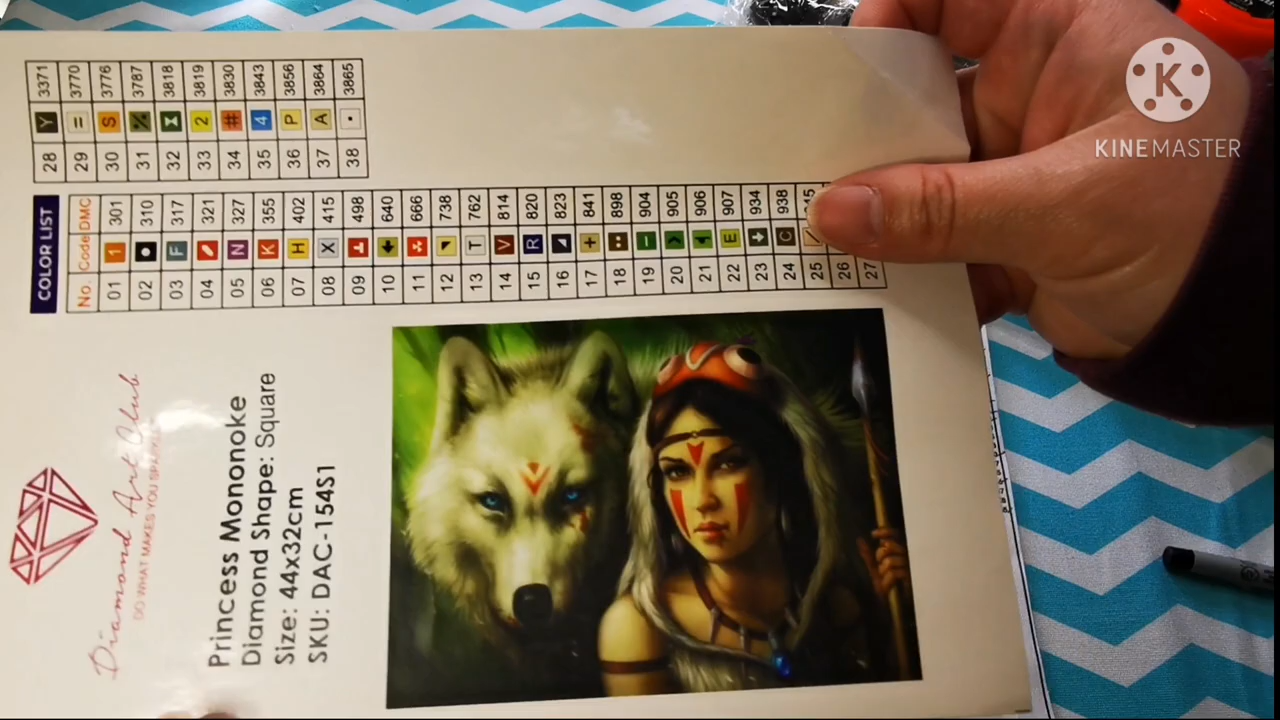 Diamond Art Club
DO WHAT MAKES YOU SPARKLE
Princess Mononoke
Diamond Shape: Square
Size: 44x32cm
SKU: DAC-154S1
COLOR LIST
No. Code DMC
01 1 301
02 ● 310
03 F 317
04 321
05 N 327
06 K 355
07 H 402
08 X 415
09 498
10 640
11 666
12 738
13 T 762
14 V 814
15 R 820
16 823
17 + 841
18 898
19 − 904
20 905
21 906
22 E 907
23 934
24 C 938
25 /
26
27
28 Y 3371
29 = 3770
30 S 3776
31 % 3787
32 3818
33 2 3819
34 # 3830
35 4 3843
36 P 3856
37 A 3864
38 • 3865
K
KINEMASTER